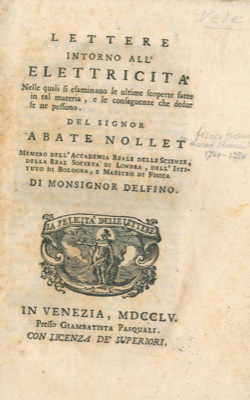 LETTERE
INTORNO ALL'
ELETTRICITA
Nelle quali si esaminano le ultime scoperte fatte
in tal materia, e le conseguenze che dedur
se ne possono.
DEL SIGNOR
ABATE NOLLET
MEMBRO DELL'ACCADEMIA REALE DELLE SCIENZE,
DELLA REAL SOCIETA' DI LONDRA, DELL'ISTI-
TUTO DI BOLOGNA, E MAESTRO DI FISICA
DI MONSIGNOR DELFINO.
LA FELICITÀ DELLE LETTERE
IN VENEZIA, MDCCLV.
Presso GIAMBATISTA PASQUALI.
CON LICENZA DE' SUPERIORI.